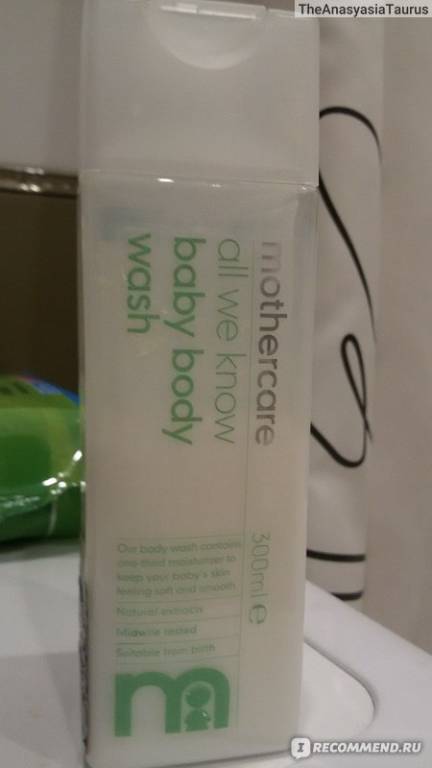 TheAnasyasiaTaurus
mothercare
all we know
baby body
wash
300ml e
Our body wash contains
one third moisturiser to
keep your baby's skin
feeling soft and smooth
Natural extracts
Midwife tested
Suitable from birth
m
I RECOMMEND.RU